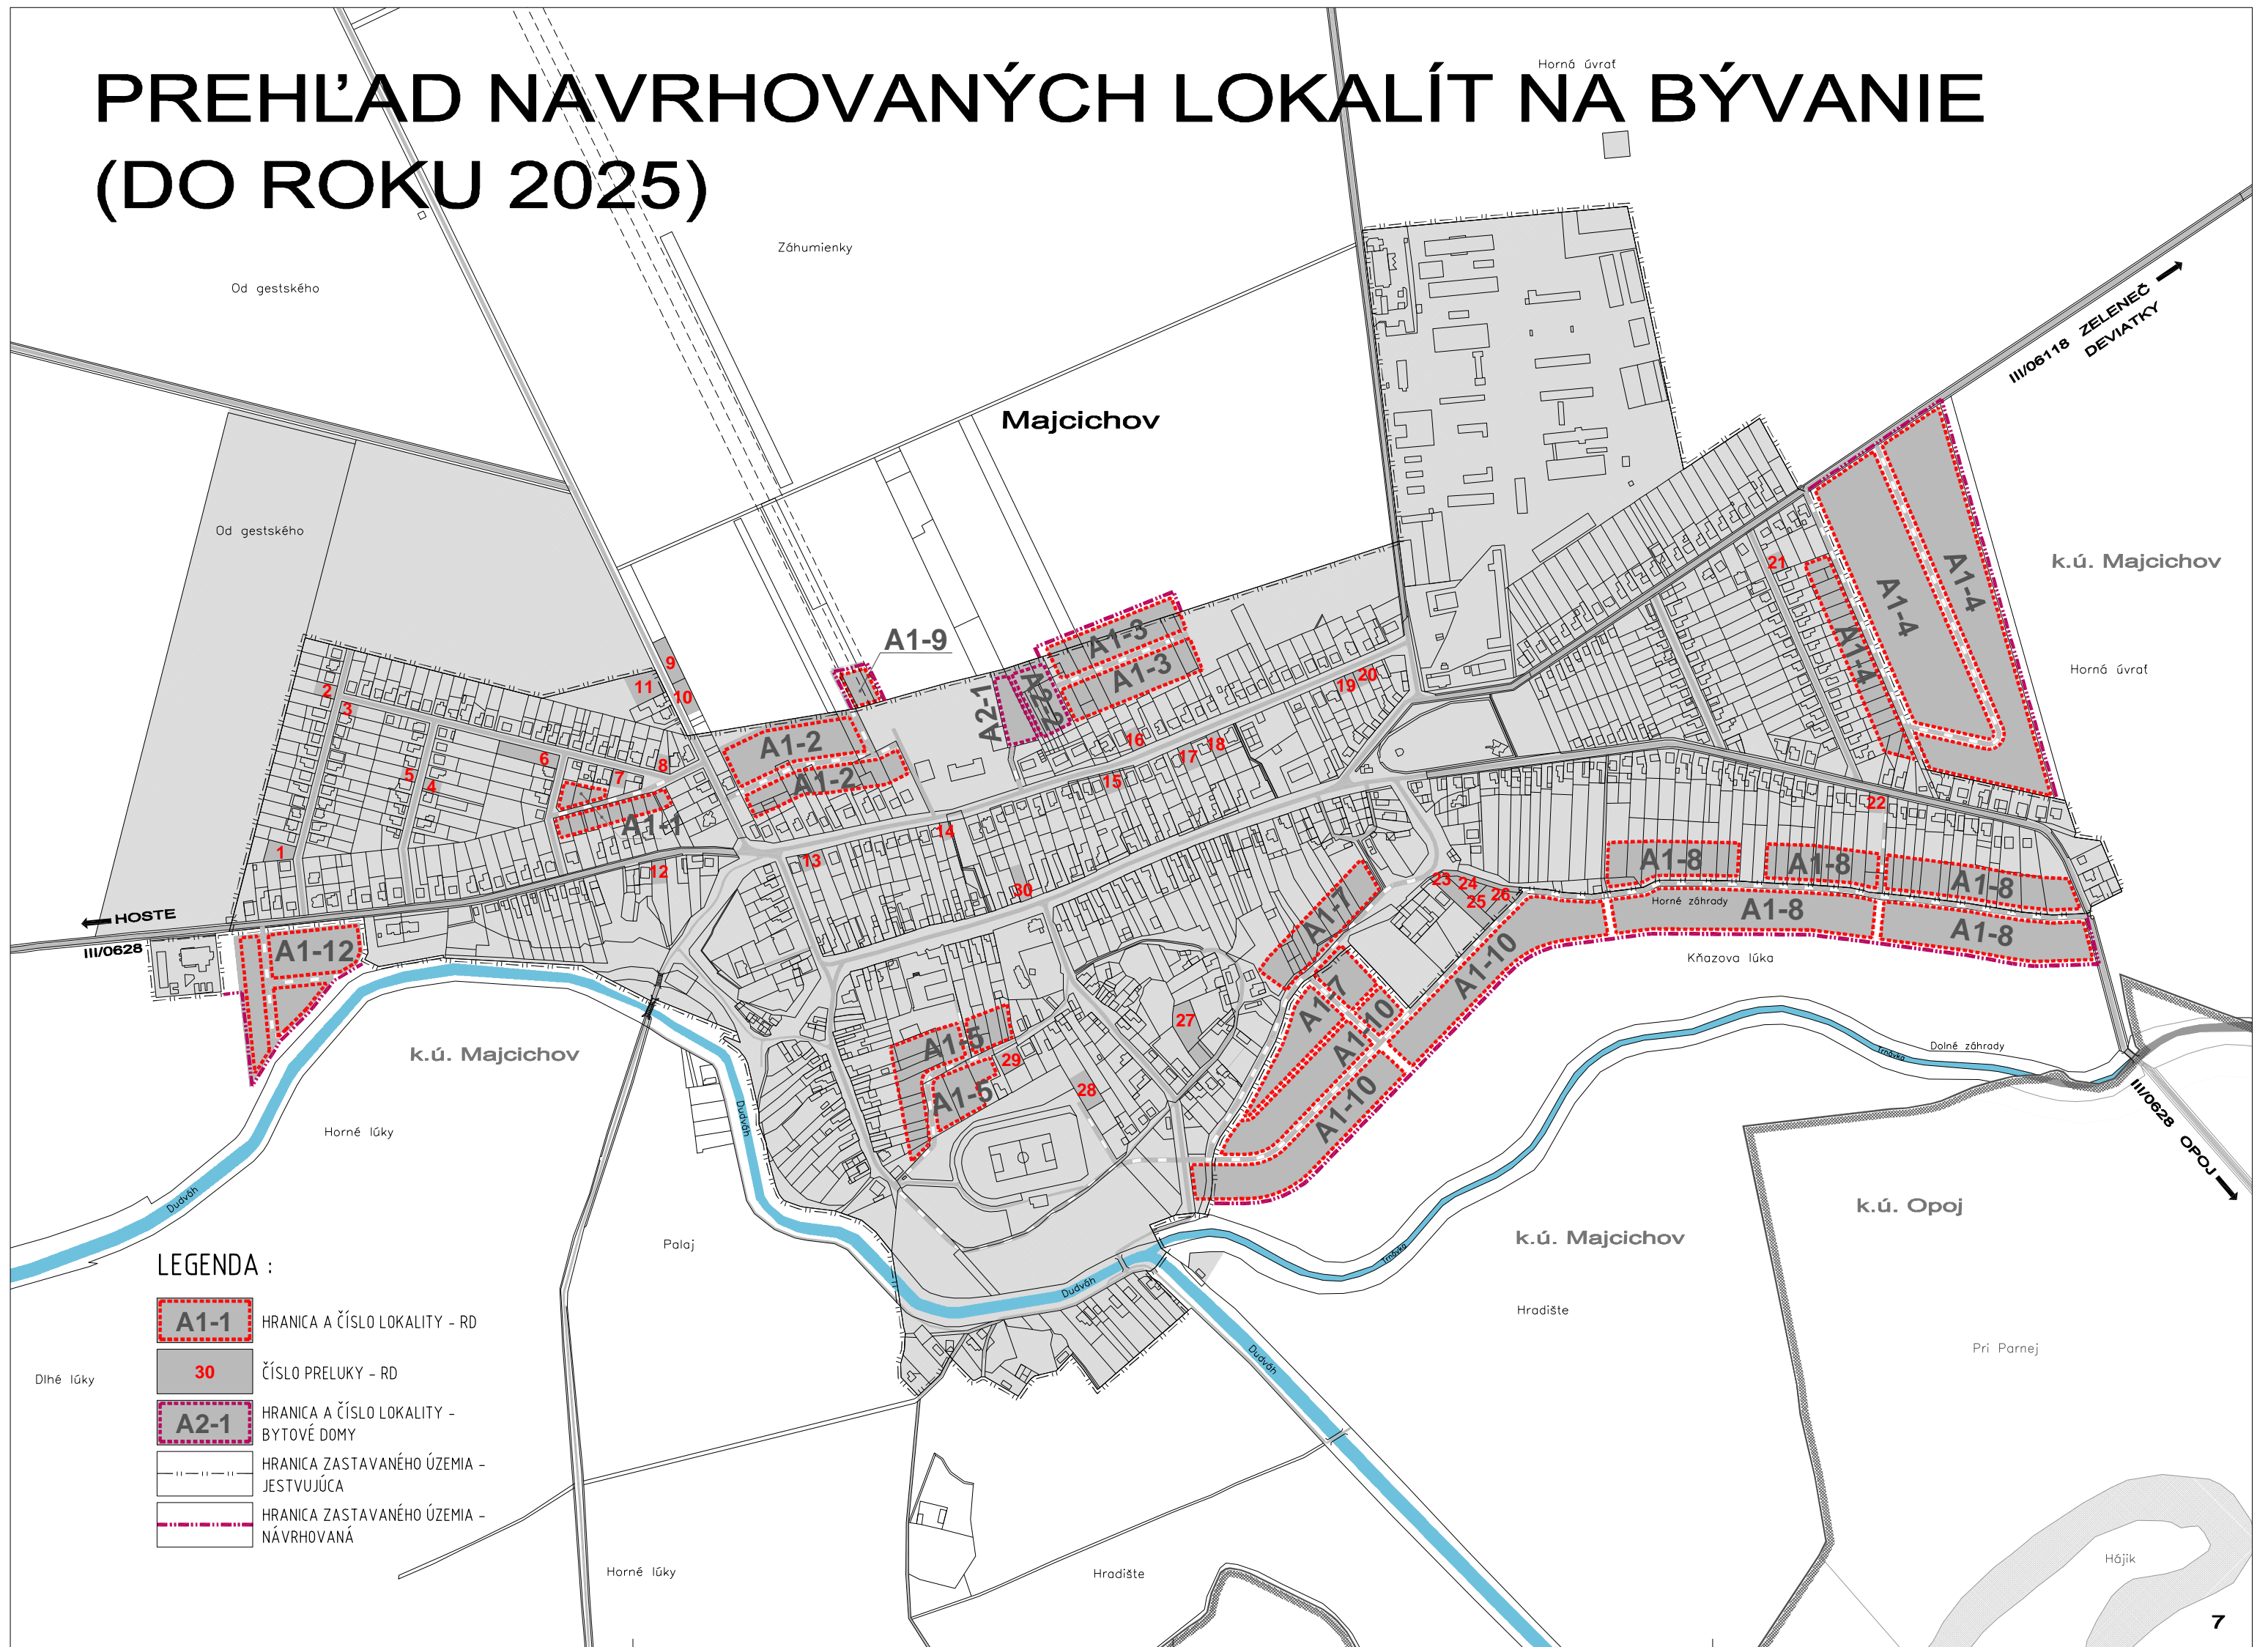 PREHĽAD NAVRHOVANÝCH LOKALÍT NA BÝVANIE
(DO ROKU 2025)
Horná úvrať
Záhumienky
Od gestského
III/06118 ZELENEČ
DEVIATKY
Majcichov
Od gestského
k.ú. Majcichov
Horná úvrať
A1-9
A1-3
A1-3
A2-1
A2-2
A1-4
A1-4
A1-4
21
9
11
10
2
3
19
20
A1-2
A1-2
16
18
17
15
6
8
5
7
4
A1-1
1
12
13
14
30
22
A1-8
A1-8
A1-8
23
24
25
26
Horné záhrady
A1-8
A1-8
A1-7
HOSTE
III/0628
A1-12
A1-10
Kňazova lúka
A1-7
A1-10
A1-10
27
A1-5
A1-5
29
28
k.ú. Majcichov
Trnávka
Dolné záhrady
III/0628 OPOJ
Dudváh
Horné lúky
Dudváh
Palaj
k.ú. Opoj
k.ú. Majcichov
Trnávka
Dudváh
Hradište
Pri Parnej
Dudváh
Dlhé lúky
LEGENDA :
A1-1 HRANICA A ČÍSLO LOKALITY - RD
30 ČÍSLO PRELUKY - RD
A2-1 HRANICA A ČÍSLO LOKALITY -
BYTOVÉ DOMY
HRANICA ZASTAVANÉHO ÚZEMIA -
JESTVUJÚCA
HRANICA ZASTAVANÉHO ÚZEMIA -
NÁVRHOVANÁ
Horné lúky
Hradište
Hájik
7